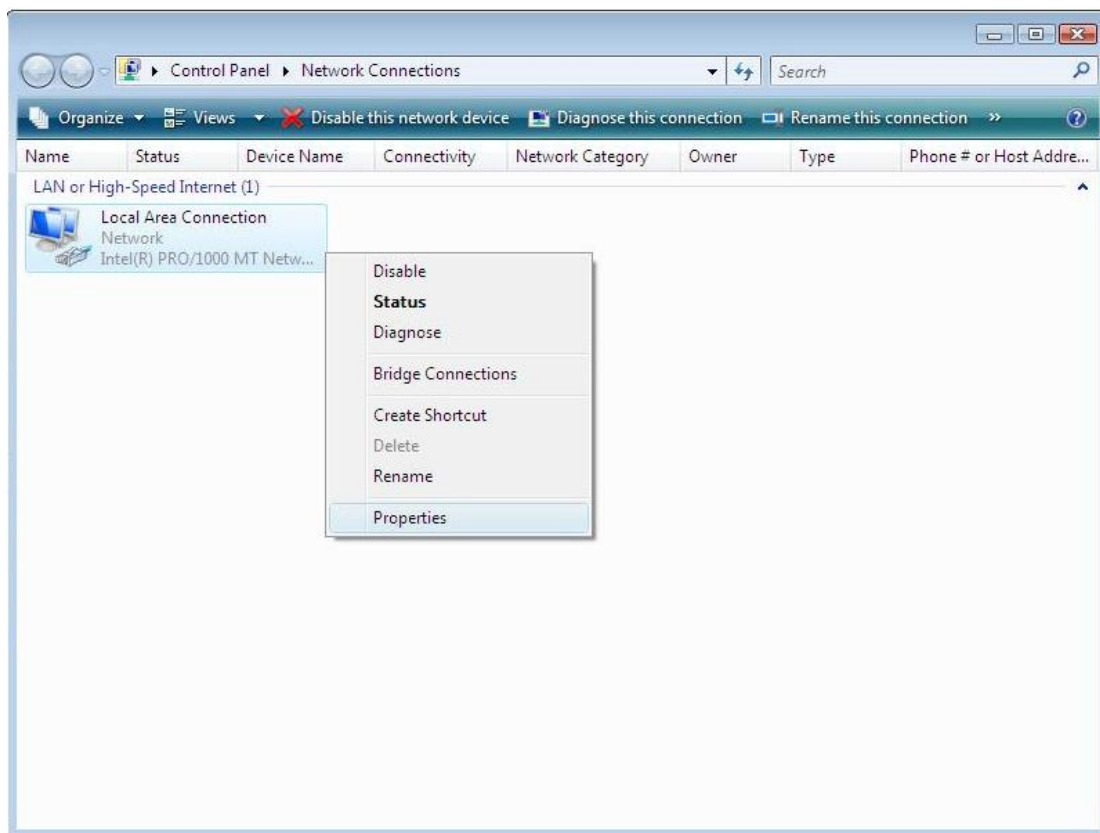 Control Panel Network Connections Search
Organize Views Disable this network device Diagnose this connection Rename this connection »
Name Status Device Name Connectivity Network Category Owner Type Phone # or Host Addre...
LAN or High-Speed Internet (1)
Local Area Connection
Network
Intel(R) PRO/1000 MT Netw...
Disable
Status
Diagnose
Bridge Connections
Create Shortcut
Delete
Rename
Properties